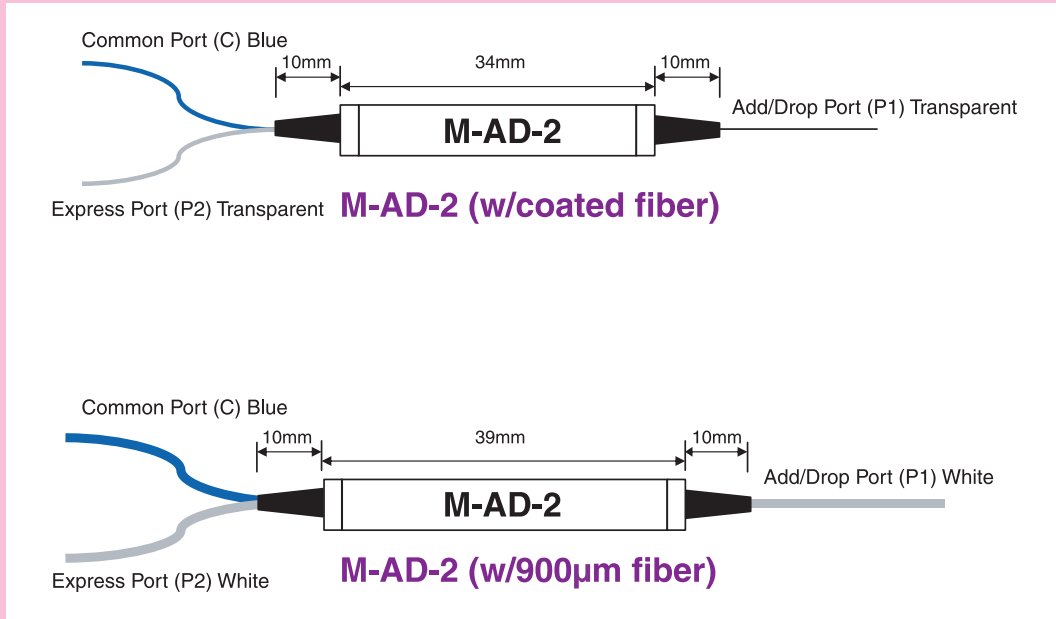 Common Port (C) Blue
10mm
34mm
10mm
Add/Drop Port (P1) Transparent
M-AD-2
Express Port (P2) Transparent
M-AD-2 (w/coated fiber)
Common Port (C) Blue
10mm
39mm
10mm
Add/Drop Port (P1) White
M-AD-2
Express Port (P2) White
M-AD-2 (w/900μm fiber)